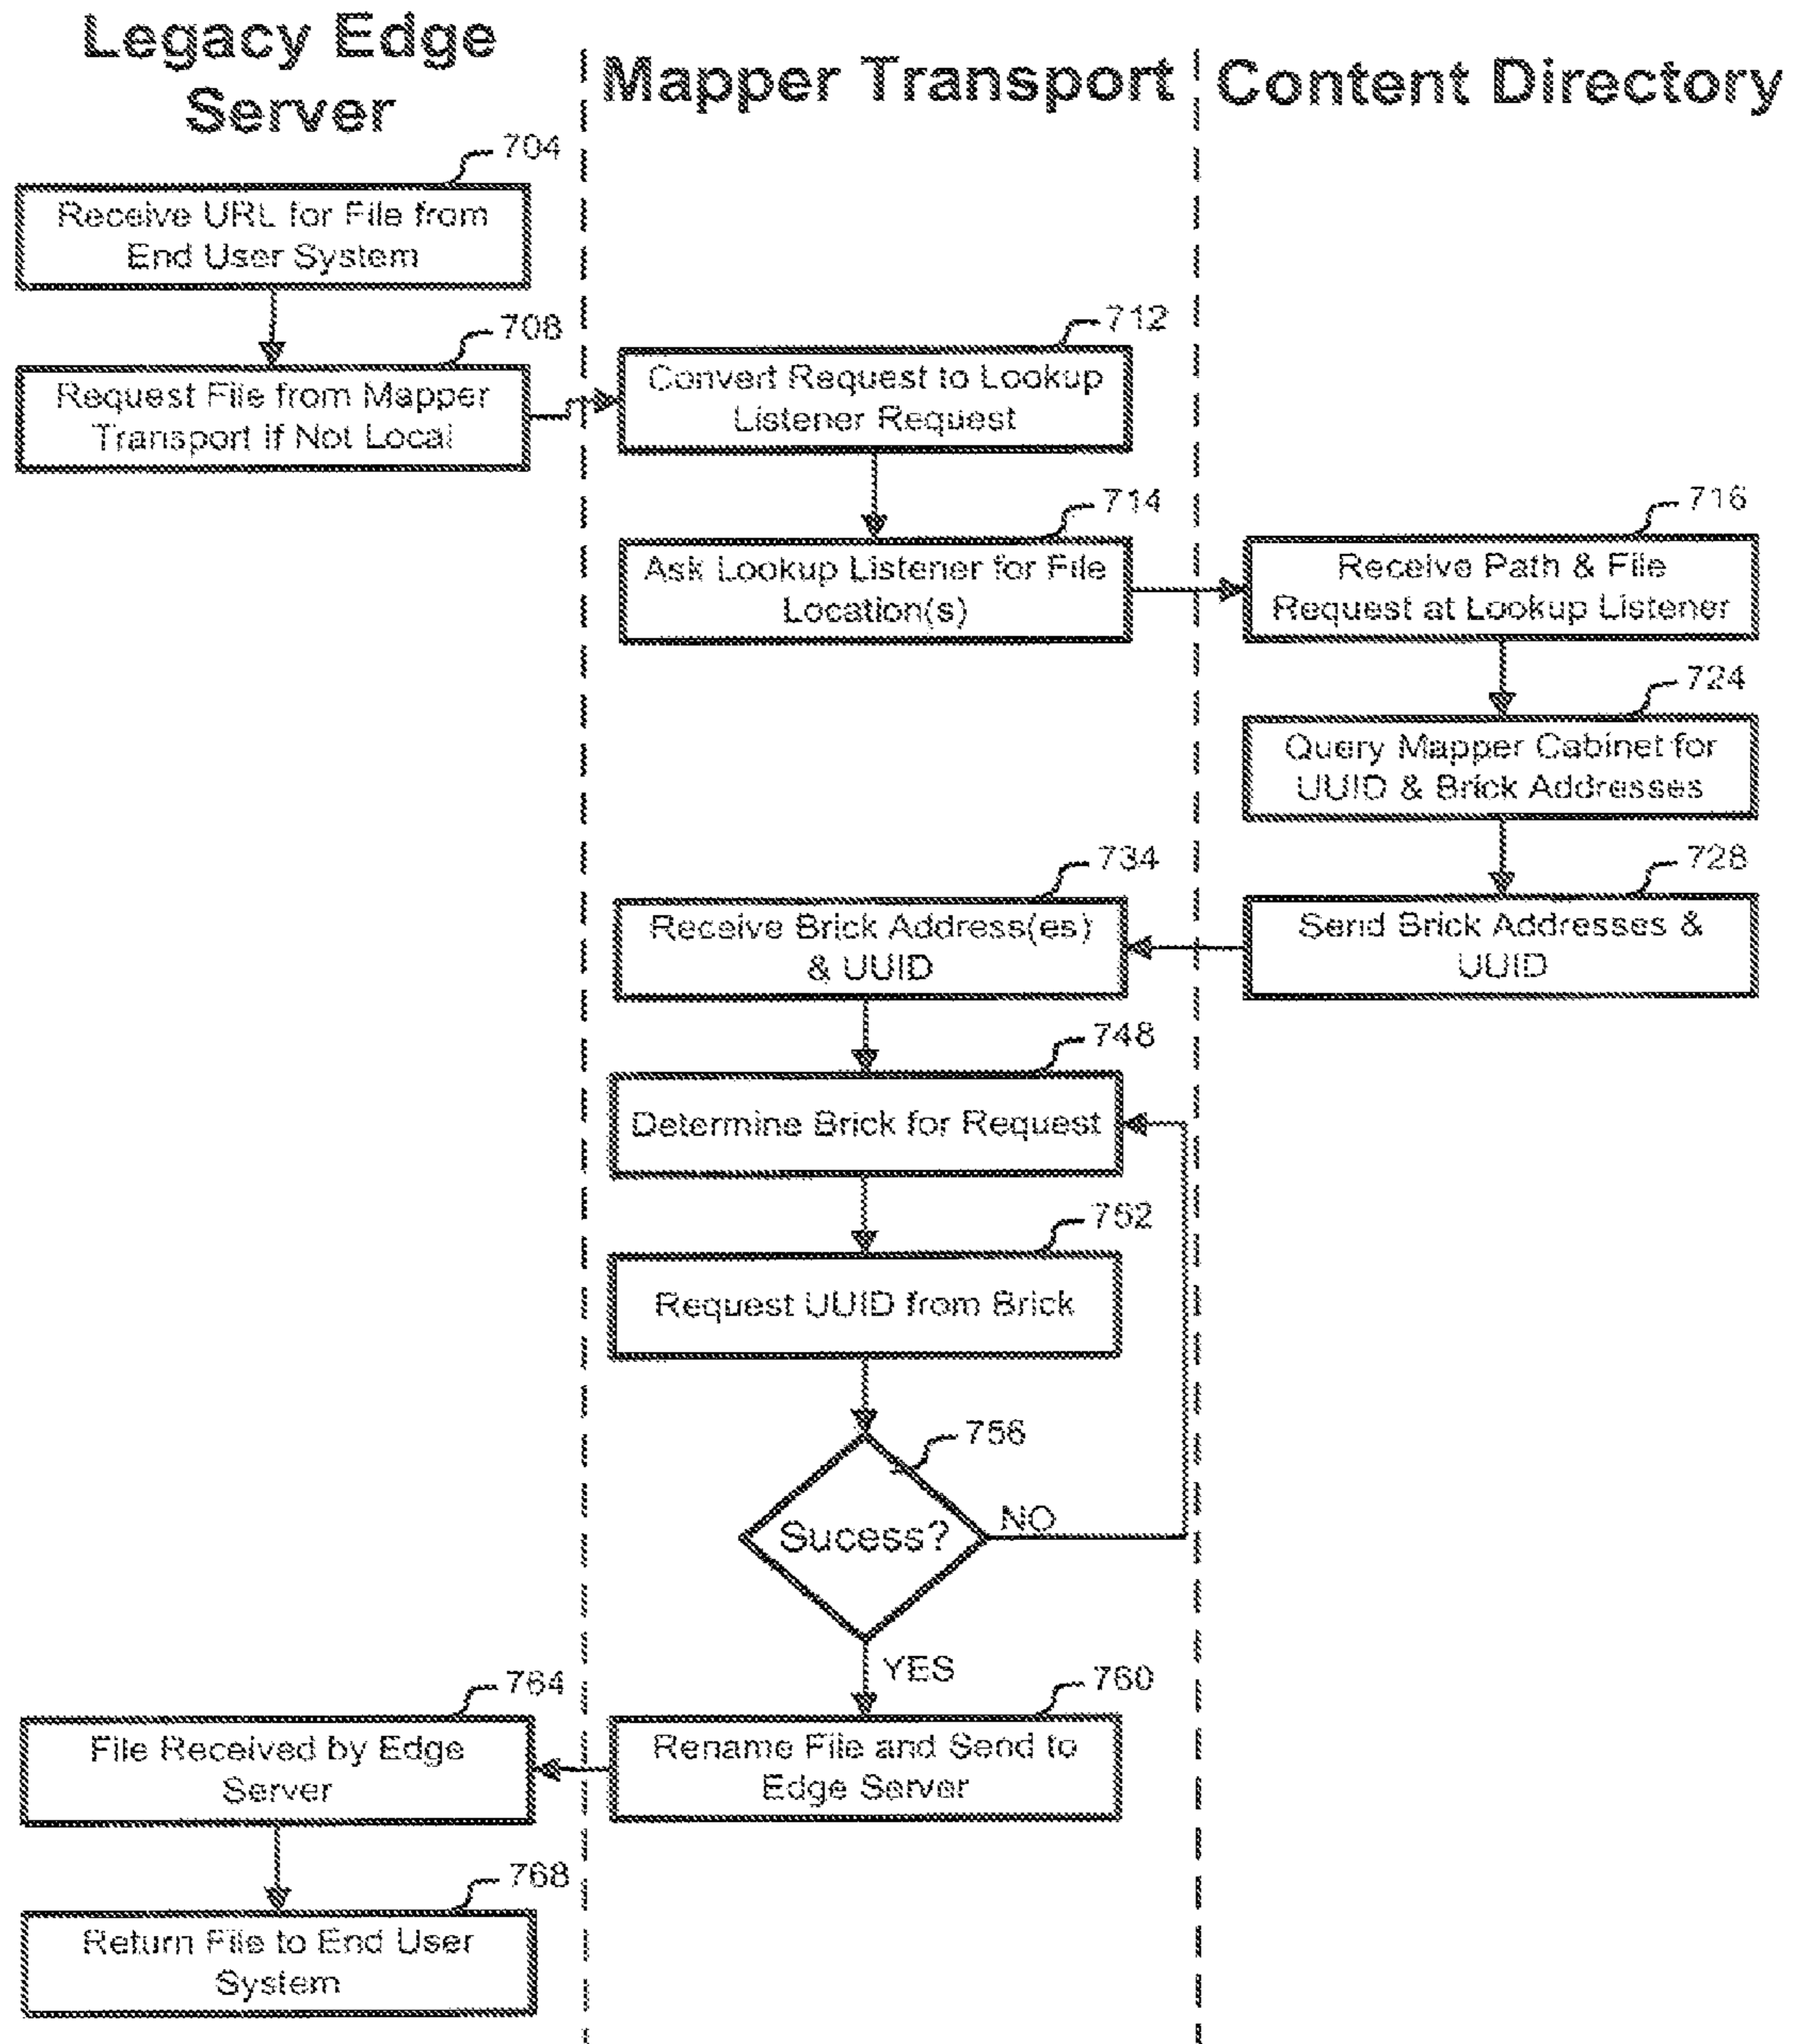 Legacy Edge
Server
Mapper Transport
Content Directory
704
Receive URL for File from
End User System
708
Request File from Mapper
Transport if Not Local
712
Convert Request to Lookup
Listener Request
714
Ask Lookup Listener for File
Location(s)
716
Receive Path & File
Request at Lookup Listener
724
Query Mapper Cabinet for
UUID & Brick Addresses
728
Send Brick Addresses &
UUID
734
Receive Brick Address(es)
& UUID
748
Determine Brick for Request
752
Request UUID from Brick
756
Sucess?
NO
YES
760
Rename File and Send to
Edge Server
764
File Received by Edge
Server
768
Return File to End User
System